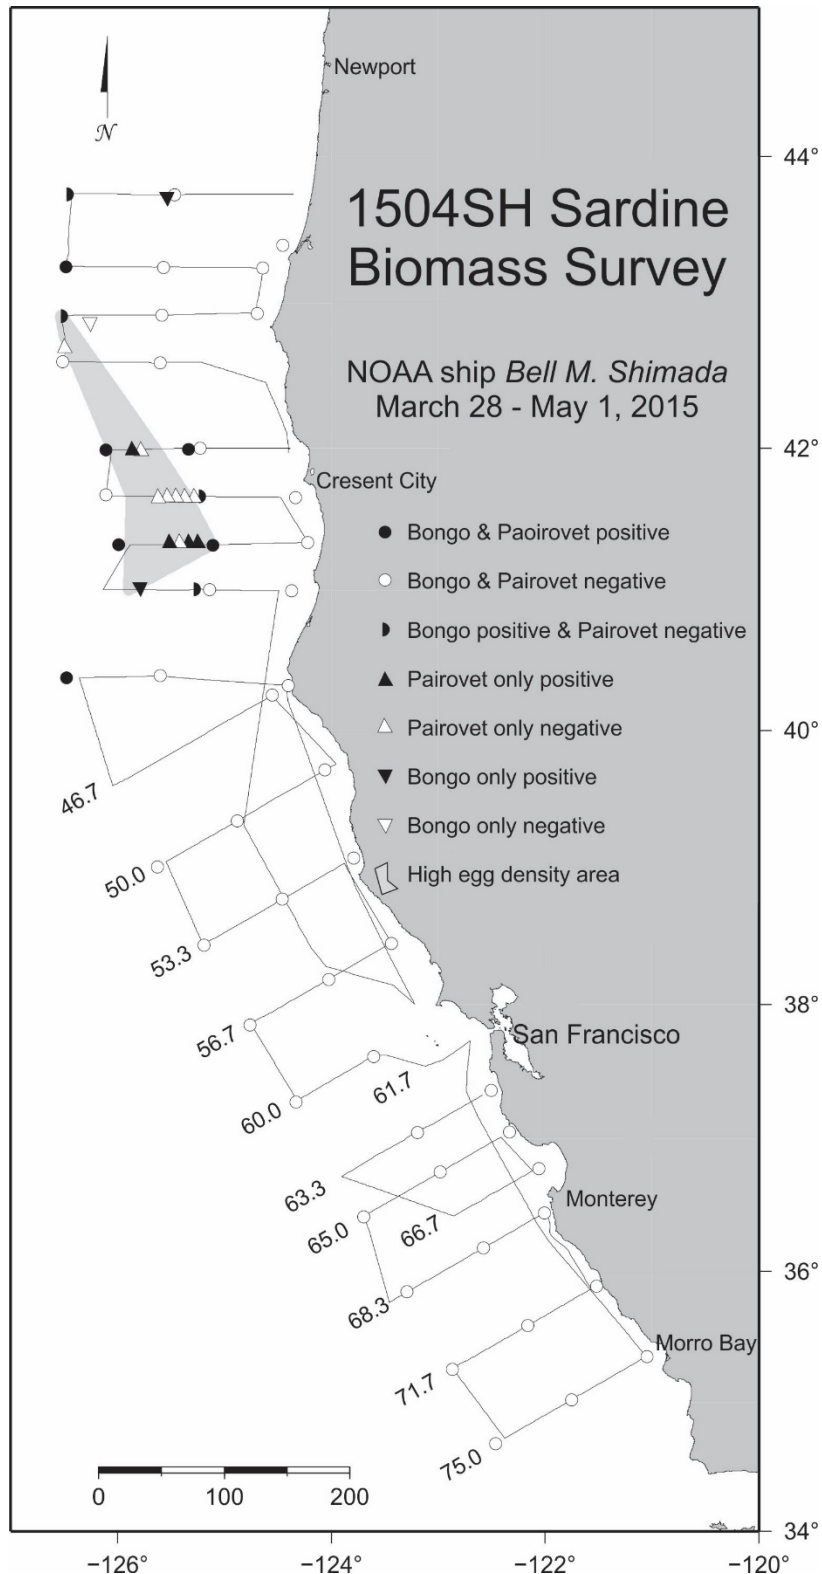 Newport
N
44°
1504SH Sardine
Biomass Survey
NOAA ship Bell M. Shimada
March 28 - May 1, 2015
42°
Cresent City
Bongo & Paoirovet positive
Bongo & Pairovet negative
Bongo positive & Pairovet negative
Pairovet only positive
Pairovet only negative
Bongo only positive
Bongo only negative
High egg density area
40°
46.7
50.0
53.3
38°
56.7
San Francisco
60.0
61.7
63.3
65.0
66.7
Monterey
36°
68.3
Morro Bay
71.7
75.0
0 100 200
34°
−126° −124° −122° −120°